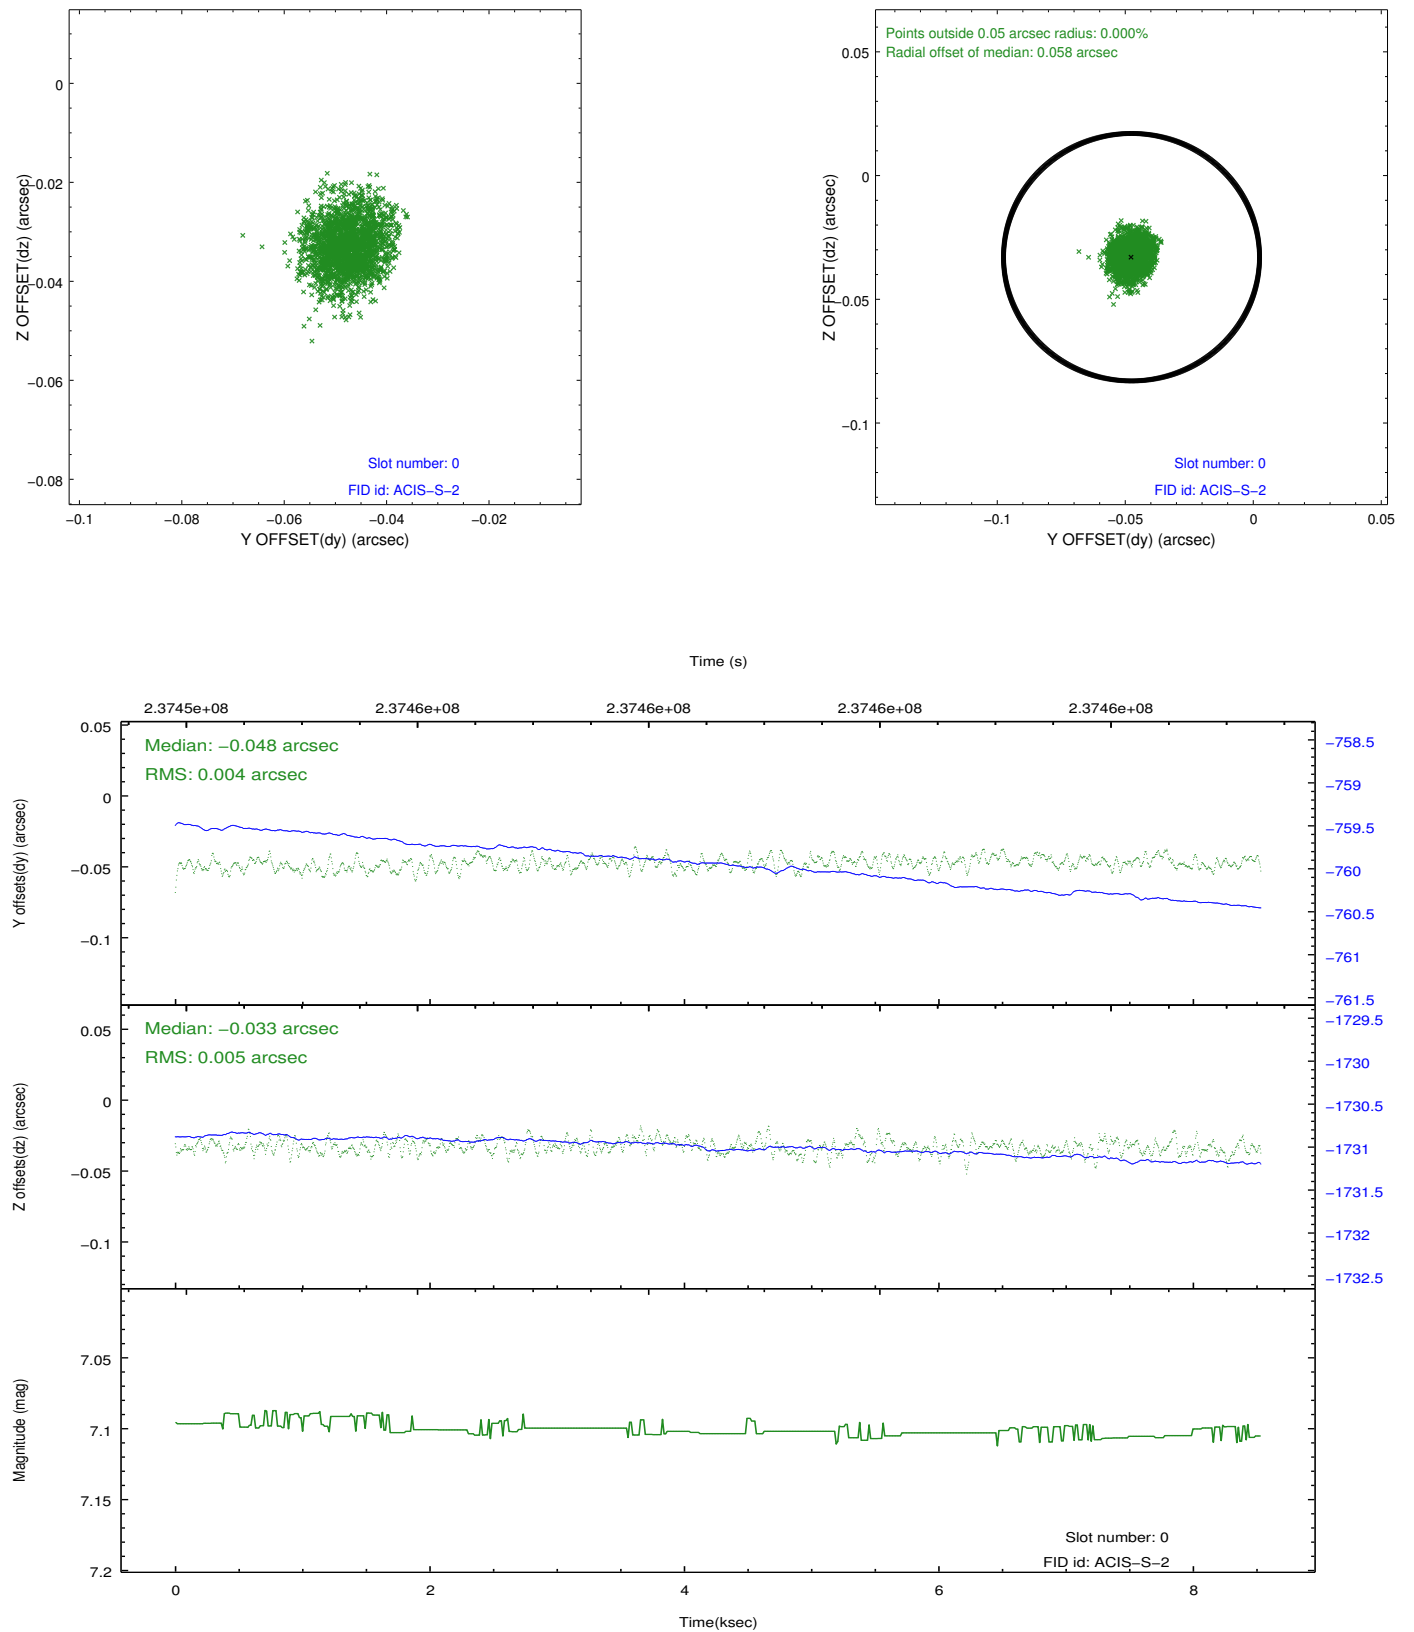 0
−0.02
−0.04
−0.06
−0.08
Z OFFSET(dz) (arcsec)
Slot number: 0
FID id: ACIS−S−2
−0.1
−0.08
−0.06
−0.04
−0.02
Y OFFSET(dy) (arcsec)
Points outside 0.05 arcsec radius: 0.000%
Radial offset of median: 0.058 arcsec
0.05
0
−0.05
−0.1
Z OFFSET(dz) (arcsec)
Slot number: 0
FID id: ACIS−S−2
−0.1
−0.05
0
0.05
Y OFFSET(dy) (arcsec)
Time (s)
2.3745e+08
2.3746e+08
2.3746e+08
2.3746e+08
2.3746e+08
Median: −0.048 arcsec
RMS: 0.004 arcsec
0.05
0
−0.05
−0.1
Y offsets(dy) (arcsec)
−758.5
−759
−759.5
−760
−760.5
−761
−761.5
Median: −0.033 arcsec
RMS: 0.005 arcsec
0.05
0
−0.05
−0.1
Z offsets(dz) (arcsec)
−1729.5
−1730
−1730.5
−1731
−1731.5
−1732
−1732.5
7.05
7.1
7.15
7.2
Magnitude (mag)
Slot number: 0
FID id: ACIS−S−2
0
2
4
6
8
Time(ksec)